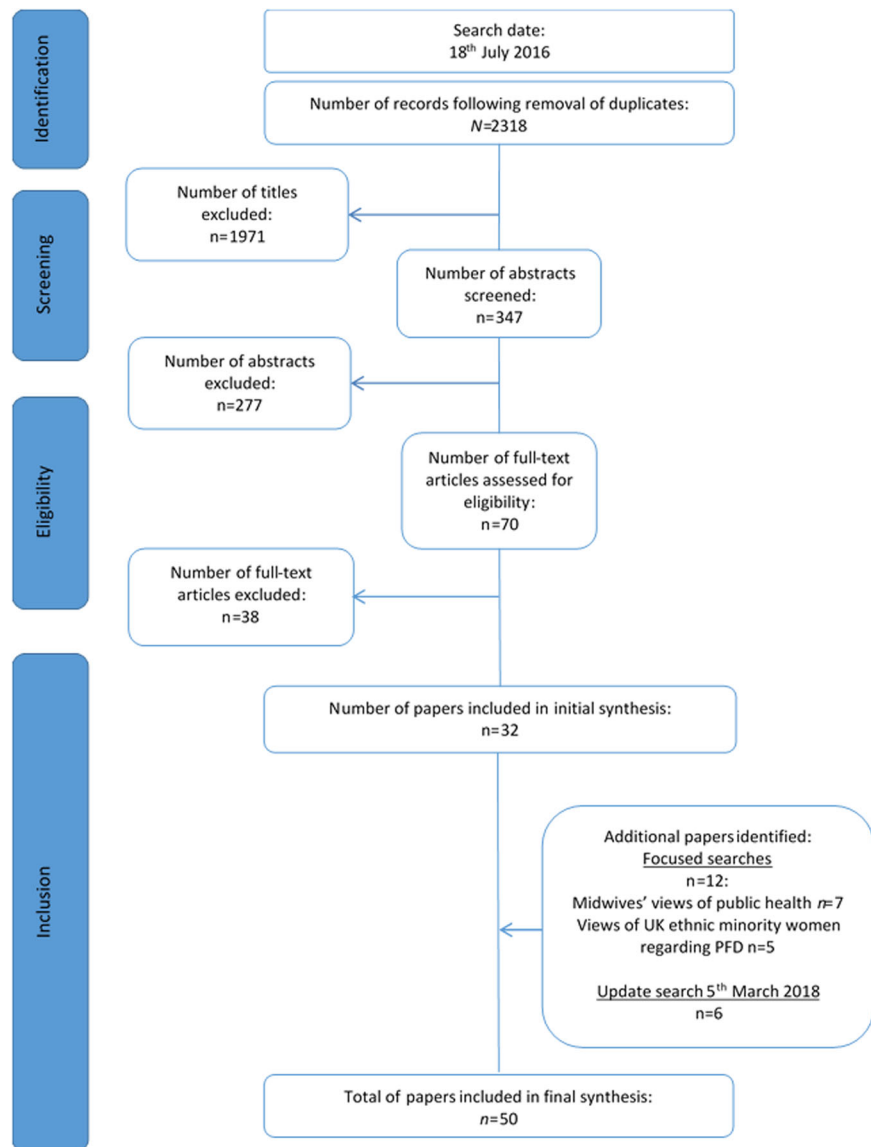 Identification
Search date:
18th July 2016
Number of records following removal of duplicates:
N=2318
Screening
Number of titles
excluded:
n=1971
Number of abstracts
screened:
n=347
Number of abstracts
excluded:
n=277
Eligibility
Number of full-text
articles assessed for
eligibility:
n=70
Number of full-text
articles excluded:
n=38
Inclusion
Number of papers included in initial synthesis:
n=32
Additional papers identified:
Focused searches
n=12:
Midwives’ views of public health n=7
Views of UK ethnic minority women
regarding PFD n=5
Update search 5th March 2018
n=6
Total of papers included in final synthesis:
n=50